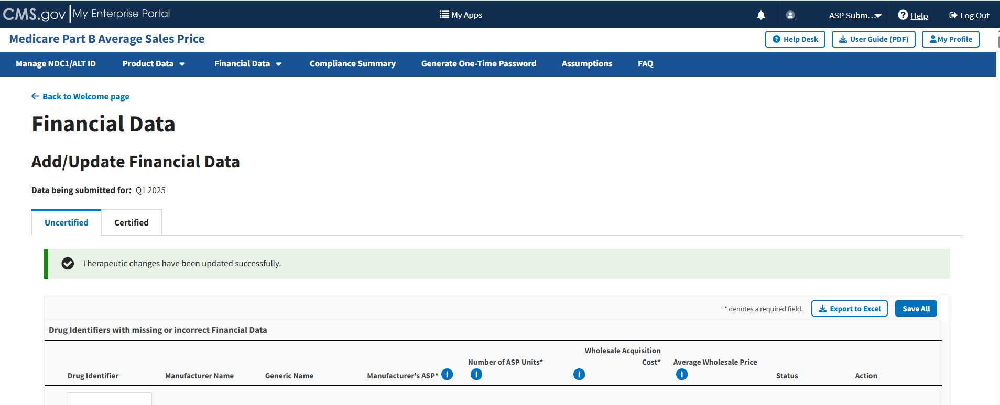 CMS.gov | My Enterprise Portal
My Apps
ASP Subm...
Help
Log Out
Medicare Part B Average Sales Price
Help Desk
User Guide (PDF)
My Profile
Manage NDC1/ALT ID
Product Data
Financial Data
Compliance Summary
Generate One-Time Password
Assumptions
FAQ
Back to Welcome page
Financial Data
Add/Update Financial Data
Data being submitted for: Q1 2025
Uncertified
Certified
Therapeutic changes have been updated successfully.
* denotes a required field.
Export to Excel
Save All
Drug Identifiers with missing or incorrect Financial Data
Drug Identifier
Manufacturer Name
Generic Name
Manufacturer's ASP*
Number of ASP Units*
Wholesale Acquisition
Cost*
Average Wholesale Price
Status
Action